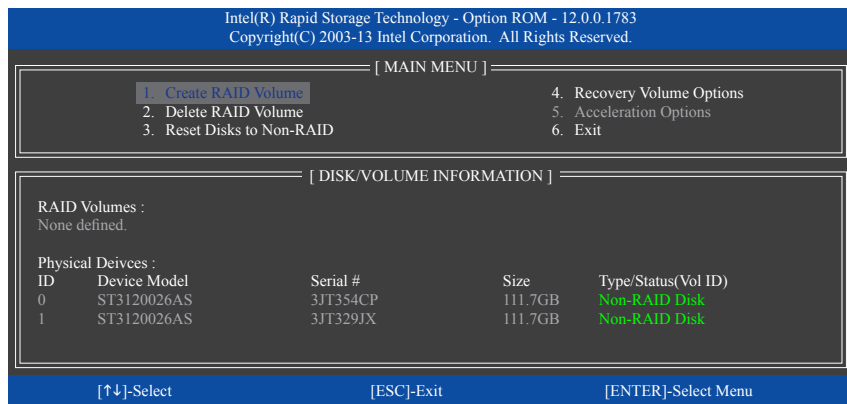 Intel(R) Rapid Storage Technology - Option ROM - 12.0.0.1783
Copyright(C) 2003-13 Intel Corporation. All Rights Reserved.
[ MAIN MENU ]
1. Create RAID Volume
2. Delete RAID Volume
3. Reset Disks to Non-RAID
4. Recovery Volume Options
5. Acceleration Options
6. Exit
[ DISK/VOLUME INFORMATION ]
RAID Volumes :
None defined.
Physical Deivces :
ID Device Model Serial # Size Type/Status(Vol ID)
0 ST3120026AS 3JT354CP 111.7GB Non-RAID Disk
1 ST3120026AS 3JT329JX 111.7GB Non-RAID Disk
[↑↓]-Select [ESC]-Exit [ENTER]-Select Menu